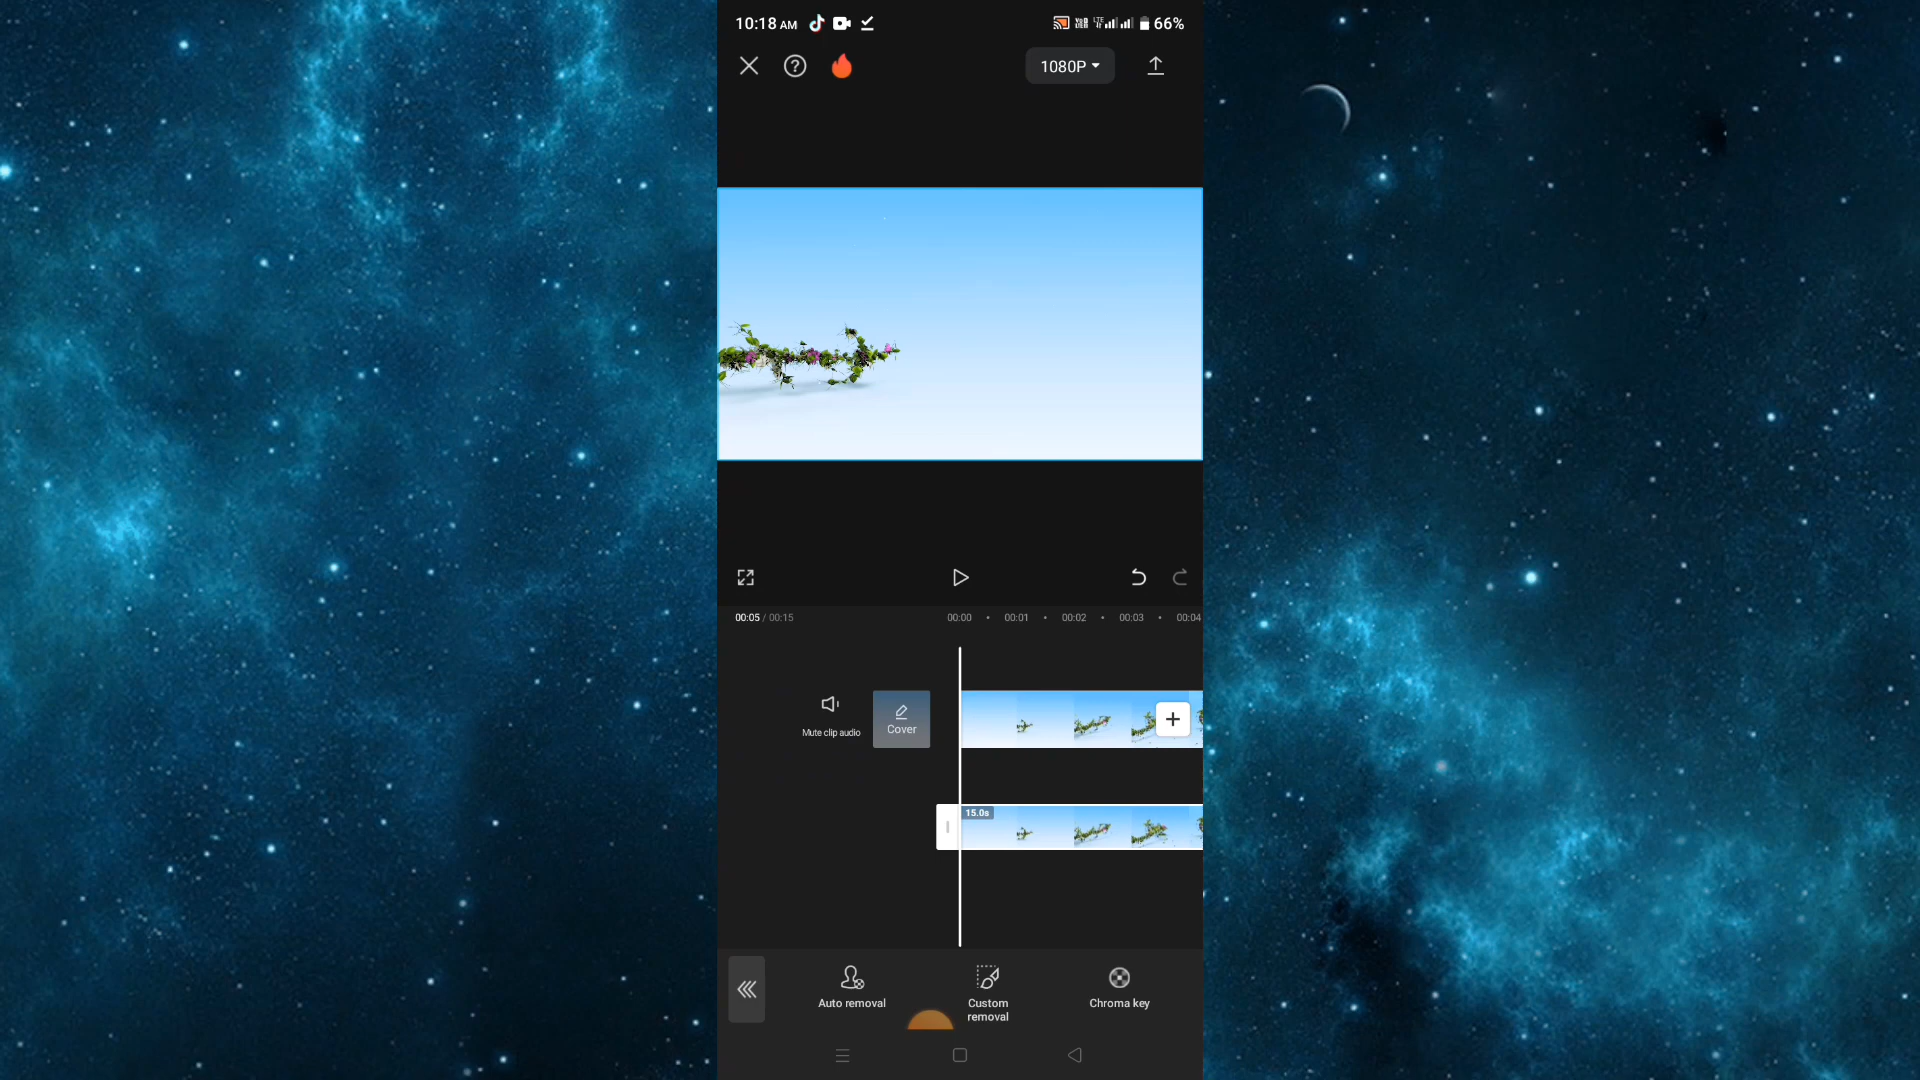 10:18 AM
66%
1080P
00:05 / 00:15
00:00
00:01
00:02
00:03
00:04
Mute clip audio
Cover
15.0s
Auto removal
Custom
removal
Chroma key